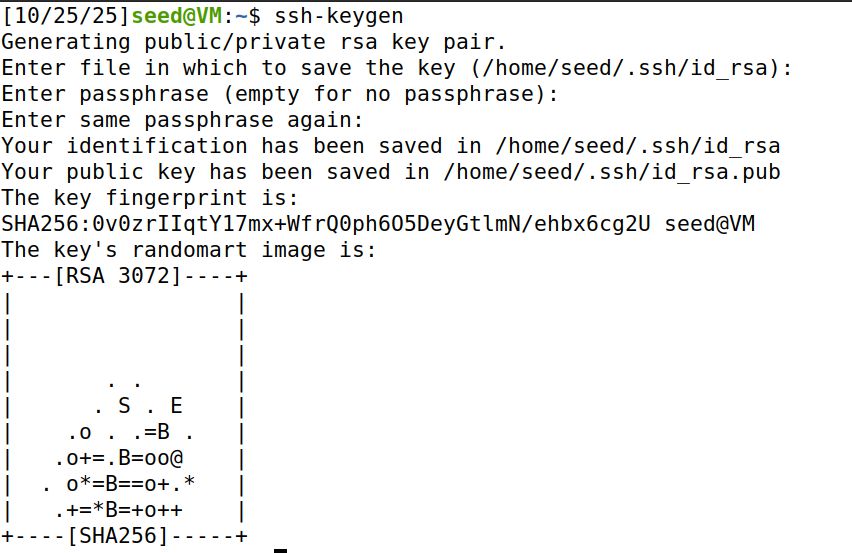 [10/25/25]seed@VM:~$ ssh-keygen
Generating public/private rsa key pair.
Enter file in which to save the key (/home/seed/.ssh/id_rsa):
Enter passphrase (empty for no passphrase):
Enter same passphrase again:
Your identification has been saved in /home/seed/.ssh/id_rsa
Your public key has been saved in /home/seed/.ssh/id_rsa.pub
The key fingerprint is:
SHA256:0v0zrIIqtY17mx+WfrQ0ph6O5DeyGtlmN/ehbx6cg2U seed@VM
The key's randomart image is:
+---[RSA 3072]----+
|                 |
|                 |
|                 |
|       . .       |
|      . S . E    |
|    .o . .=B .   |
|   .o+=.B=oo@    |
|  . o*=B==o+.*   |
|   .+=*B=+o++    |
+----[SHA256]-----+